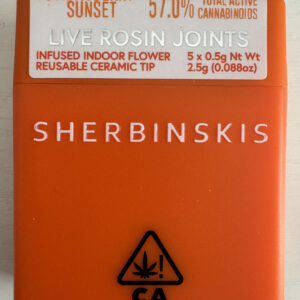 SUNSET
57.0% TOTAL ACTIVE
CANNABINOIDS
LIVE ROSIN JOINTS
INFUSED INDOOR FLOWER
REUSABLE CERAMIC TIP
5 x 0.5g Nt Wt
2.5g (0.088oz)
SHERBINSKIS
!
CA